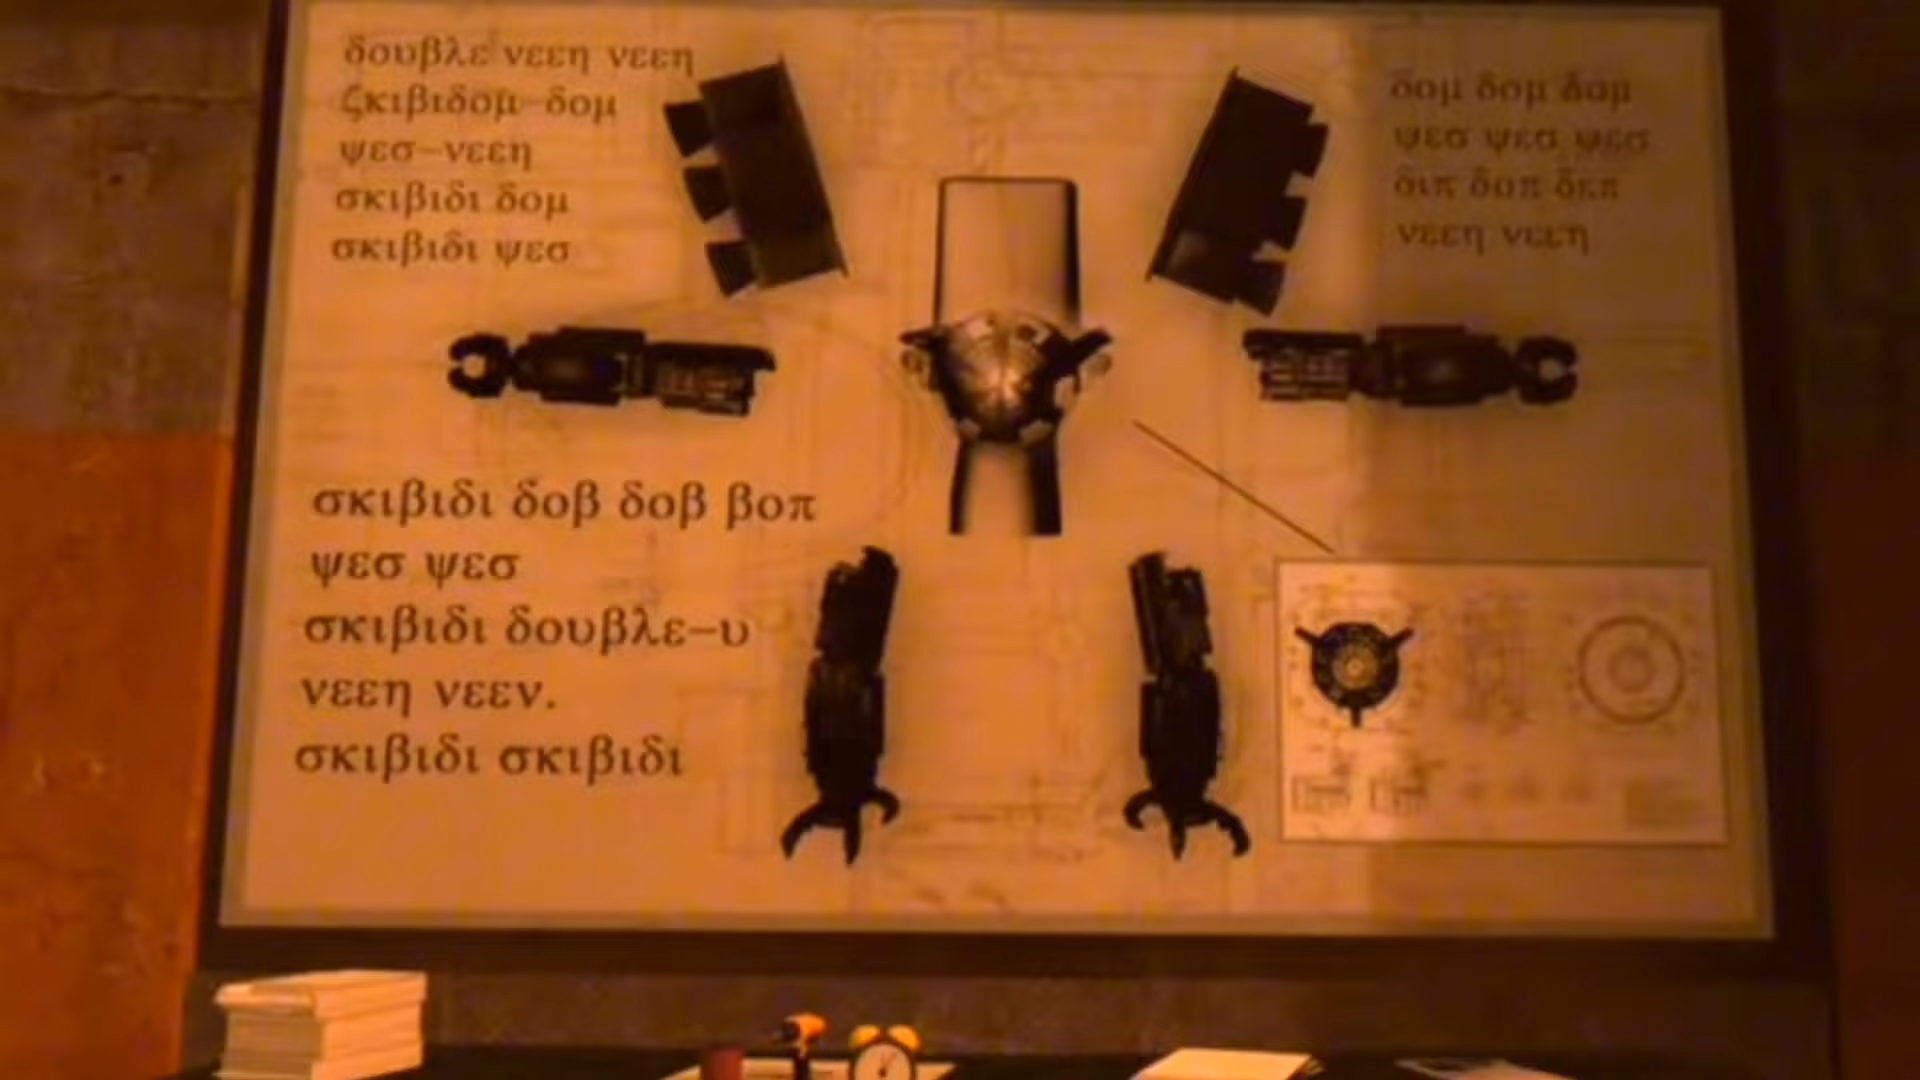 δουβλε νεεη νεεη
ζκιβιδομ-δομ
ψεσ-νεεη
σκιβιδι δομ
σκιβιδι ψεσ
δομ δομ δομ
ψεσ ψεσ ψεσ
διπ δοπ δεπ
νεεη νεεη
σκιβιδι δοβ δοβ βοπ
ψεσ ψεσ
σκιβιδι δουβλε-υ
νεεη νεεν.
σκιβιδι σκιβιδι